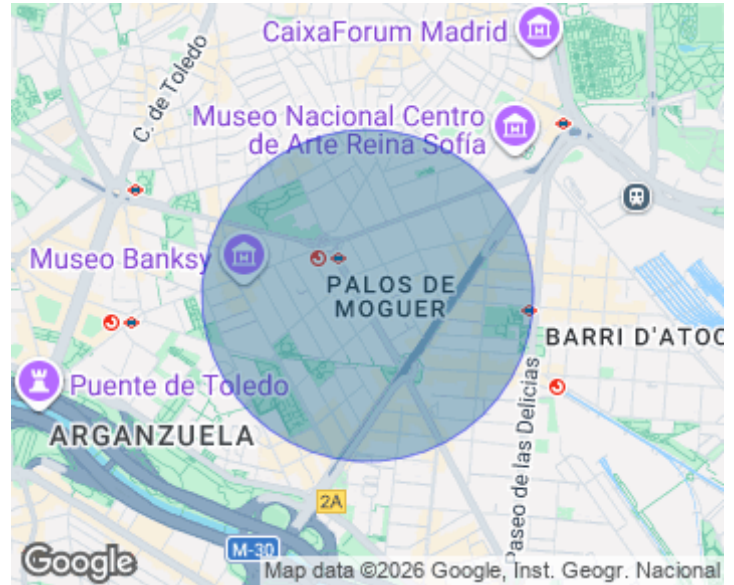 CaixaForum Madrid
C. de Toledo
Museo Nacional Centro
de Arte Reina Sofía
Museo Banksy
PALOS DE
MOGUER
BARRI D'ATOC
Puente de Toledo
ARGANZUELA
Paseo de las Delicias
2A
M-30
Google
Map data ©2026 Google, Inst. Geogr. Nacional